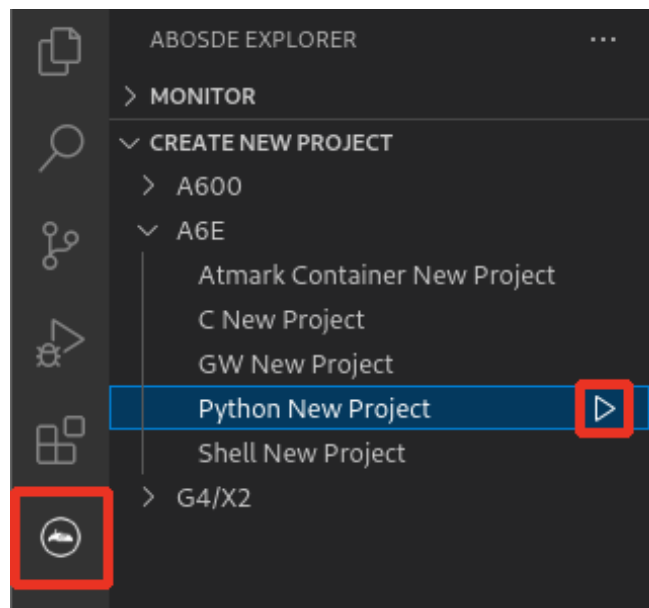 ABOSDE EXPLORER ...
MONITOR
CREATE NEW PROJECT
A600
A6E
Atmark Container New Project
C New Project
GW New Project
Python New Project
Shell New Project
G4/X2